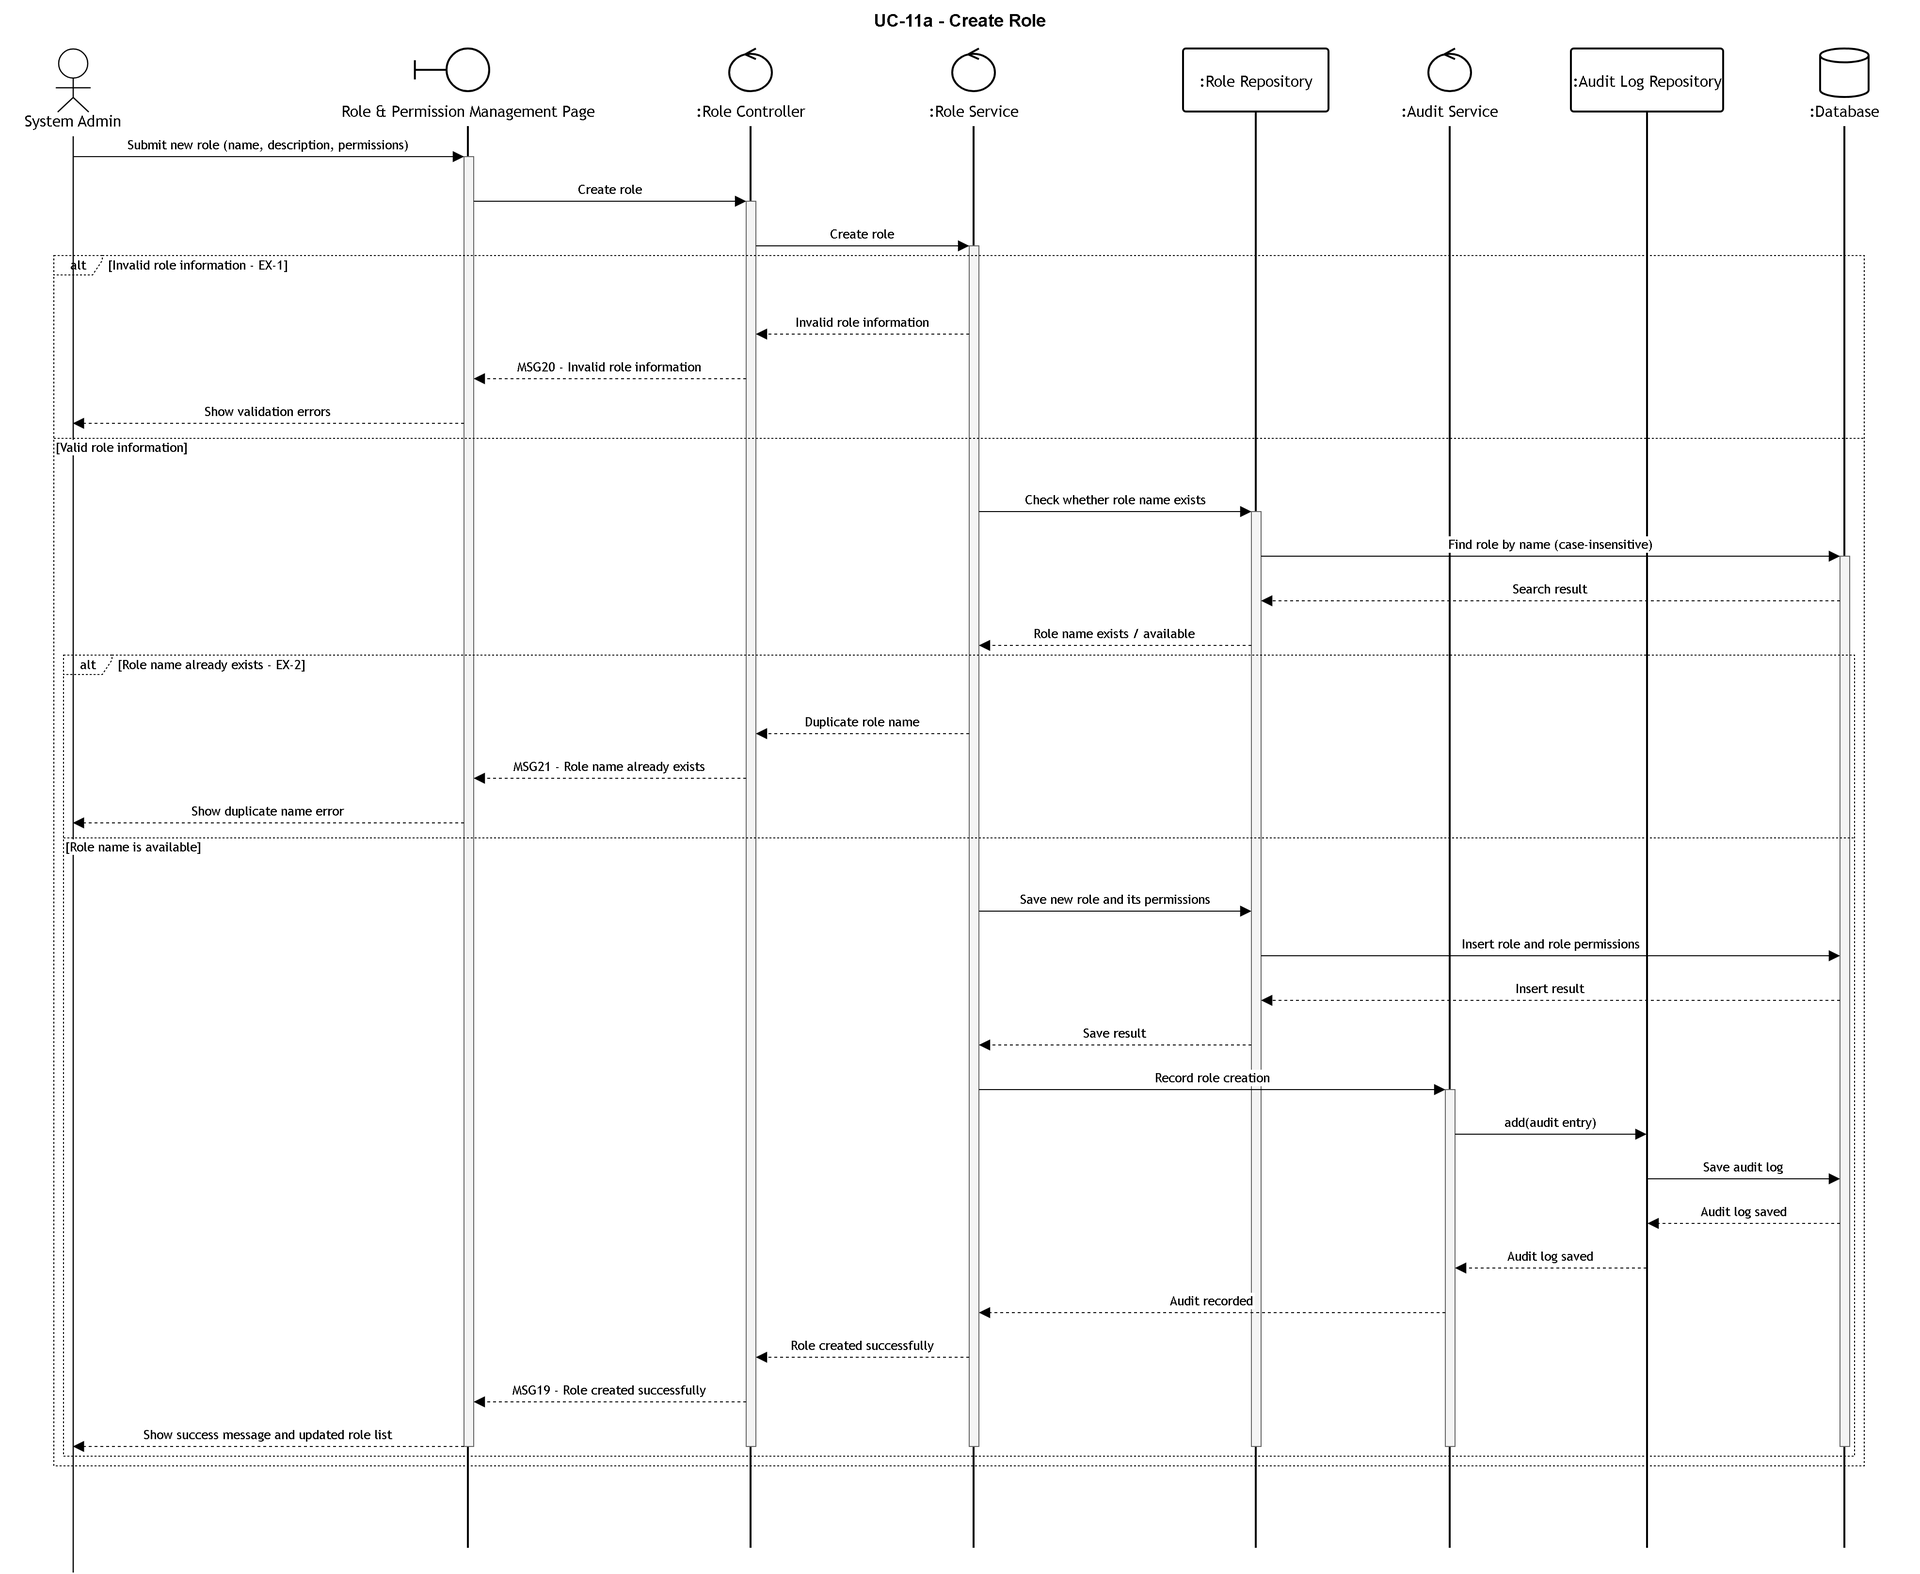 UC-11a - Create Role
System Admin
Role & Permission Management Page
:Role Controller
:Role Service
:Role Repository
:Audit Service
:Audit Log Repository
:Database
Submit new role (name, description, permissions)
Create role
Create role
alt
[Invalid role information - EX-1]
Invalid role information
MSG20 - Invalid role information
Show validation errors
[Valid role information]
Check whether role name exists
Find role by name (case-insensitive)
Search result
Role name exists / available
alt
[Role name already exists - EX-2]
Duplicate role name
MSG21 - Role name already exists
Show duplicate name error
[Role name is available]
Save new role and its permissions
Insert role and role permissions
Insert result
Save result
Record role creation
add(audit entry)
Save audit log
Audit log saved
Audit log saved
Audit recorded
Role created successfully
MSG19 - Role created successfully
Show success message and updated role list